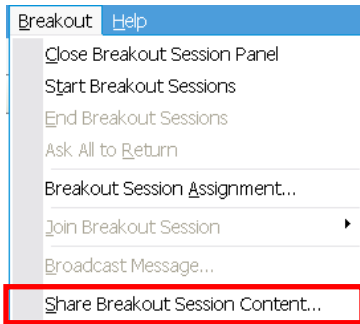 Breakout Help
Close Breakout Session Panel
Start Breakout Sessions
End Breakout Sessions
Ask All to Return
Breakout Session Assignment...
Join Breakout Session
Broadcast Message...
Share Breakout Session Content...